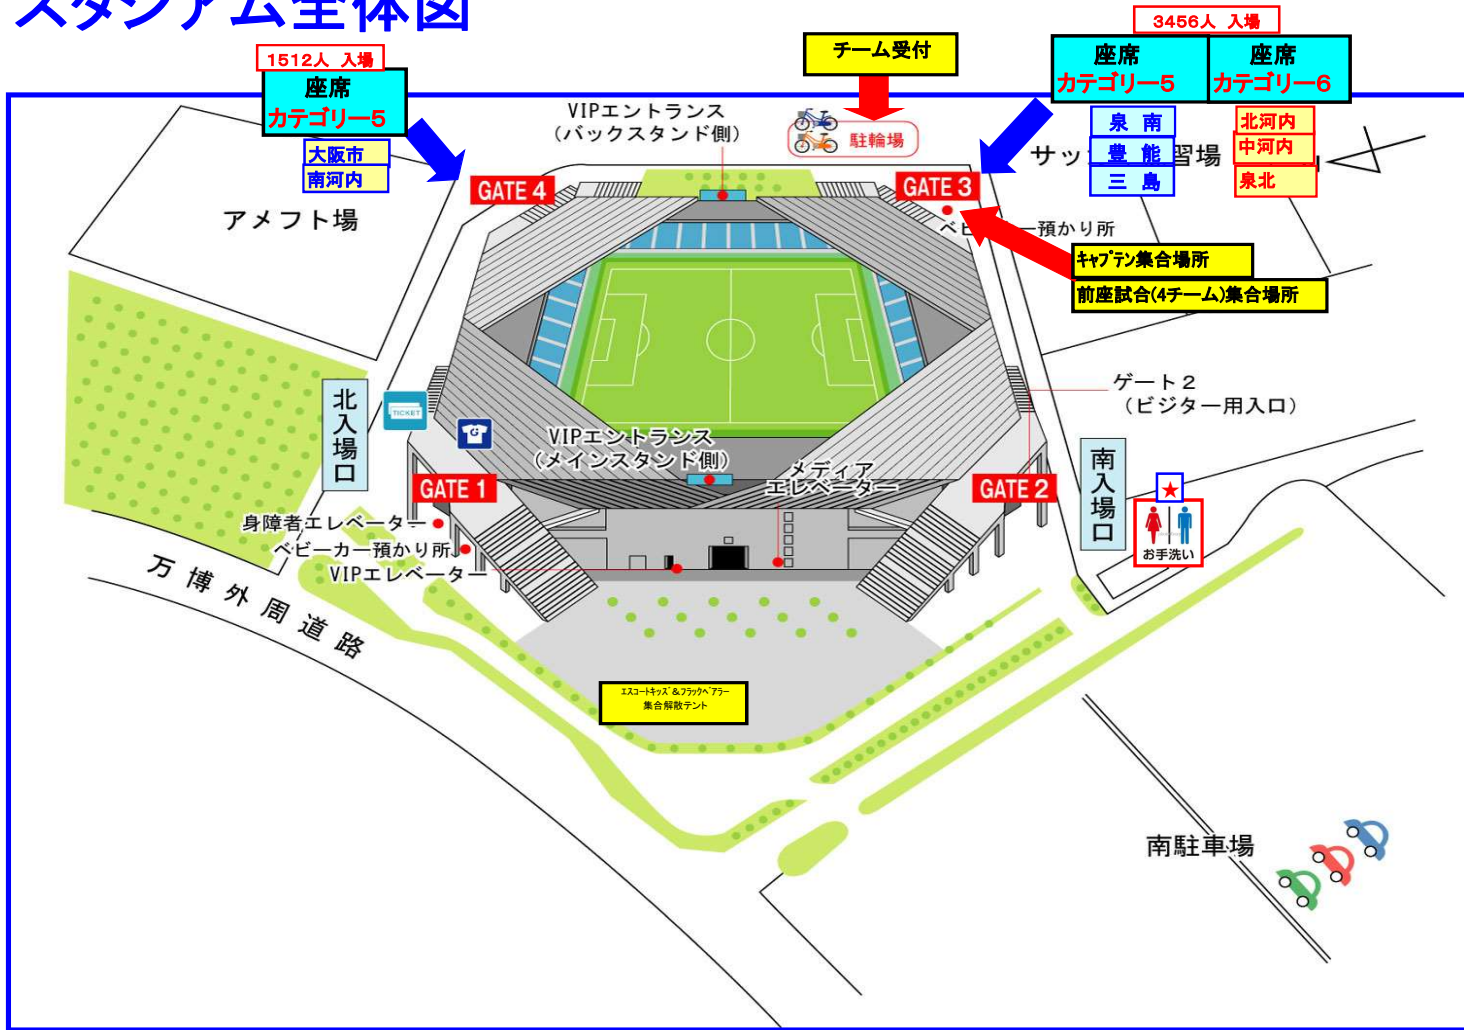 スタジアム全体図
1512人 入場
座席
カテゴリー5
大阪市
南河内
チーム受付
3456人 入場
座席
カテゴリー5
座席
カテゴリー6
泉 南
豊 能
三 島
北河内
中河内
泉北
VIPエントランス
(バックスタンド側)
駐輪場
サッ
習場
アメフト場
GATE 4
GATE 3
ベビ
ー預かり所
キャプテン集合場所
前座試合(4チーム)集合場所
ゲート2
(ビジター用入口)
北入場口
TICKET
VIPエントランス
(メインスタンド側)
メディア
エレベーター
GATE 1
GATE 2
南入場口
★
お手洗い
身障者エレベーター
ベビーカー預かり所
VIPエレベーター
万博外周道路
エスコートキッズ&フラッグベアラー
集合解散テント
南駐車場